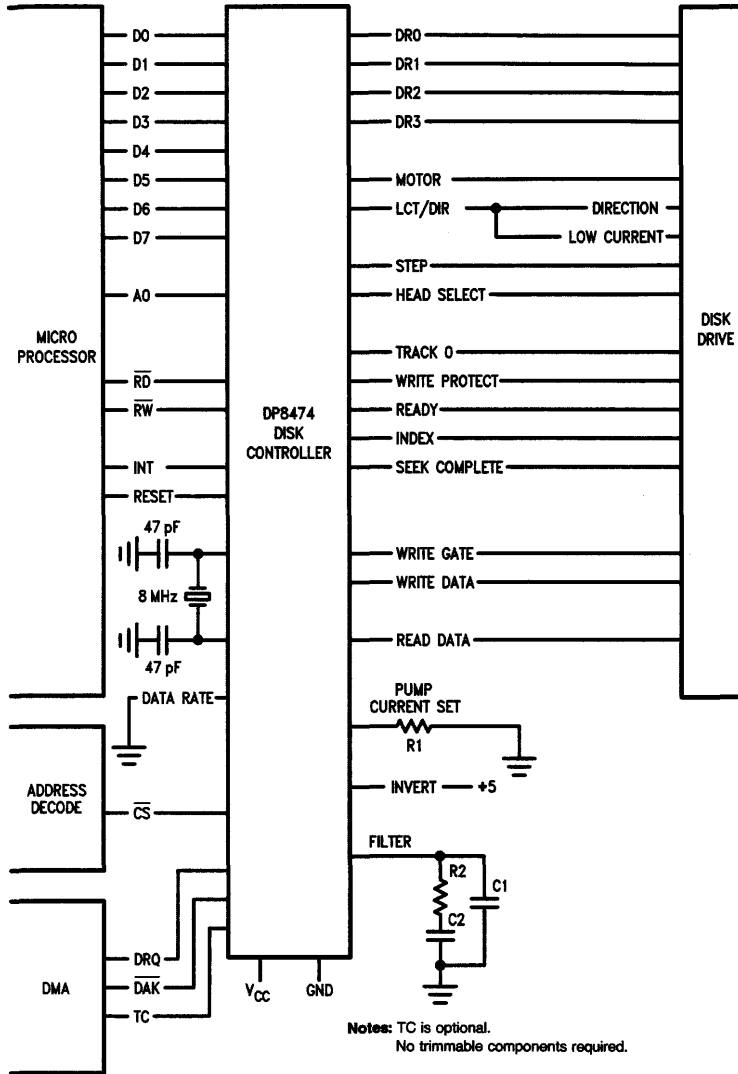 D0
D1
D2
D3
D4
D5
D6
D7
A0
MICRO
PROCESSOR
R̅D̅
R̅W̅
INT
RESET
47 pF
8 MHz
47 pF
DATA RATE
ADDRESS
DECODE
C̅S̅
DMA
DRQ
D̅A̅K̅
TC
DP8474
DISK
CONTROLLER
VCC
GND
DR0
DR1
DR2
DR3
MOTOR
LCT/DIR
DIRECTION
LOW CURRENT
STEP
HEAD SELECT
TRACK 0
WRITE PROTECT
READY
INDEX
SEEK COMPLETE
WRITE GATE
WRITE DATA
READ DATA
DISK
DRIVE
PUMP
CURRENT SET
R1
INVERT
+5
FILTER
R2
C1
C2
Notes: TC is optional.
No trimmable components required.